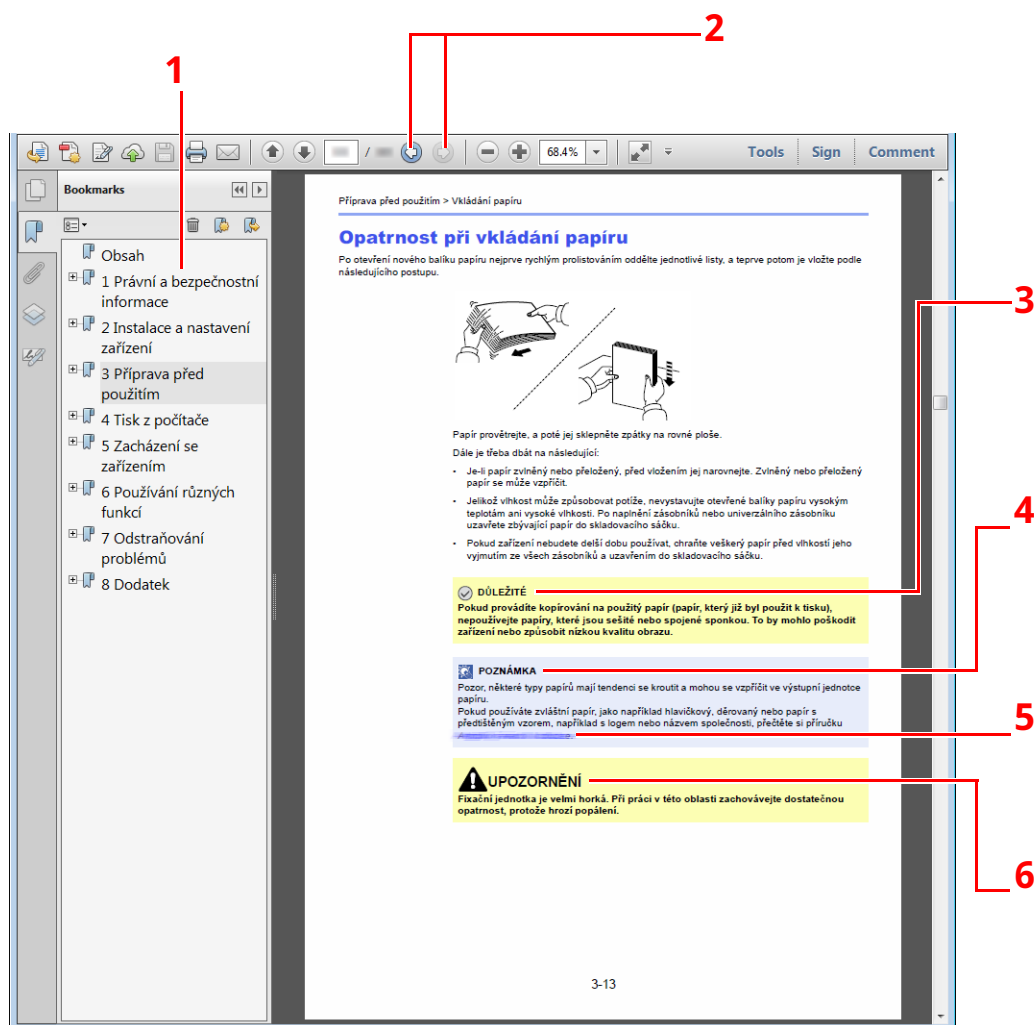 2
1
/
68.4%
Tools
Sign
Comment
Bookmarks
Obsah
1 Právní a bezpečnostní
informace
2 Instalace a nastavení
zařízení
3 Příprava před
použitím
4 Tisk z počítače
5 Zacházení se
zařízením
6 Používání různých
funkcí
7 Odstraňování
problémů
8 Dodatek
Příprava před použitím > Vkládání papíru
Opatrnost při vkládání papíru
Po otevření nového balíku papíru nejprve rychlým prolistováním oddělte jednotlivé listy, a teprve potom je vložte podle
následujícího postupu.
3
Papír provětrejte, a poté jej sklepněte zpátky na rovné ploše.
Dále je třeba dbát na následující:
• Je-li papír zvlněný nebo přeložený, před vložením jej narovnejte. Zvlněný nebo přeložený
papír se může vzpříčit.
• Jelikož vlhkost může způsobovat potíže, nevystavujte otevřené balíky papíru vysokým
teplotám ani vysoké vlhkosti. Po naplnění zásobníků nebo univerzálního zásobníku
uzavřete zbývající papír do skladovacího sáčku.
• Pokud zařízení nebudete delší dobu používat, chraňte veškerý papír před vlhkostí jeho
vyjmutím ze všech zásobníků a uzavřením do skladovacího sáčku.
4
DŮLEŽITÉ
Pokud provádíte kopírování na použitý papír (papír, který již byl použit k tisku),
nepoužívejte papíry, které jsou sešité nebo spojené sponkou. To by mohlo poškodit
zařízení nebo způsobit nízkou kvalitu obrazu.
POZNÁMKA
Pozor, některé typy papírů mají tendenci se kroutit a mohou se vzpříčit ve výstupní jednotce
papíru.
Pokud používáte zvláštní papír, jako například hlavičkový, děrovaný nebo papír s
předtištěným vzorem, například s logem nebo názvem společnosti, přečtěte si příručku
5
UPOZORNĚNÍ
Fixační jednotka je velmi horká. Při práci v této oblasti zachovávejte dostatečnou
opatrnost, protože hrozí popálení.
6
3-13